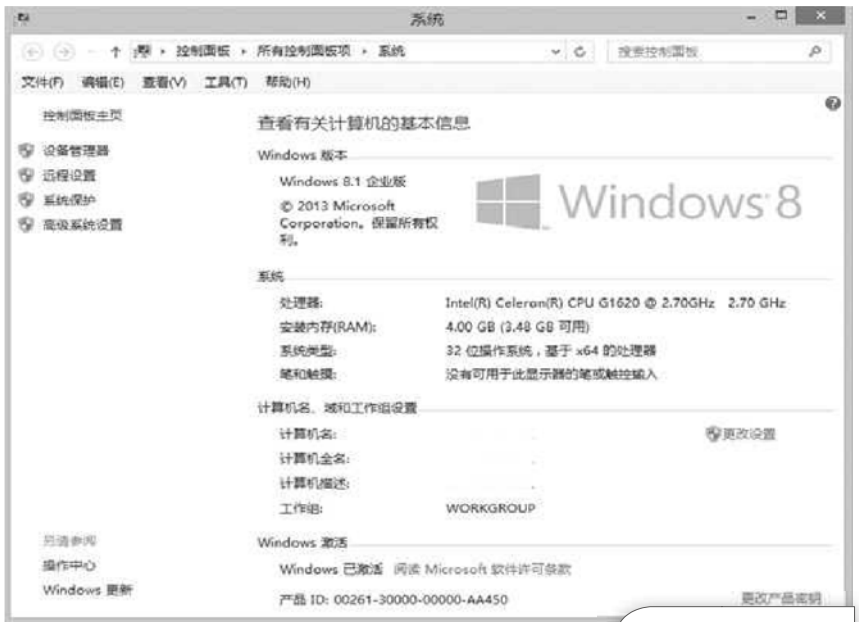 系统
控制面板 ▸ 所有控制面板项 ▸ 系统
搜索控制面板
文件(F) 编辑(E) 查看(V) 工具(T) 帮助(H)
控制面板主页
设备管理器
远程设置
系统保护
高级系统设置
查看有关计算机的基本信息
Windows 版本
Windows 8.1 企业版
© 2013 Microsoft
Corporation。保留所有权
利。
Windows 8
系统
处理器: Intel(R) Celeron(R) CPU G1620 @ 2.70GHz 2.70 GHz
安装内存(RAM): 4.00 GB (3.48 GB 可用)
系统类型: 32 位操作系统，基于 x64 的处理器
笔和触摸: 没有可用于此显示器的笔或触控输入
计算机名、域和工作组设置
计算机名: 更改设置
计算机全名:
计算机描述:
工作组: WORKGROUP
Windows 激活
Windows 已激活 阅读 Microsoft 软件许可条款
产品 ID: 00261-30000-00000-AA450 更改产品密钥
另请参阅
操作中心
Windows 更新